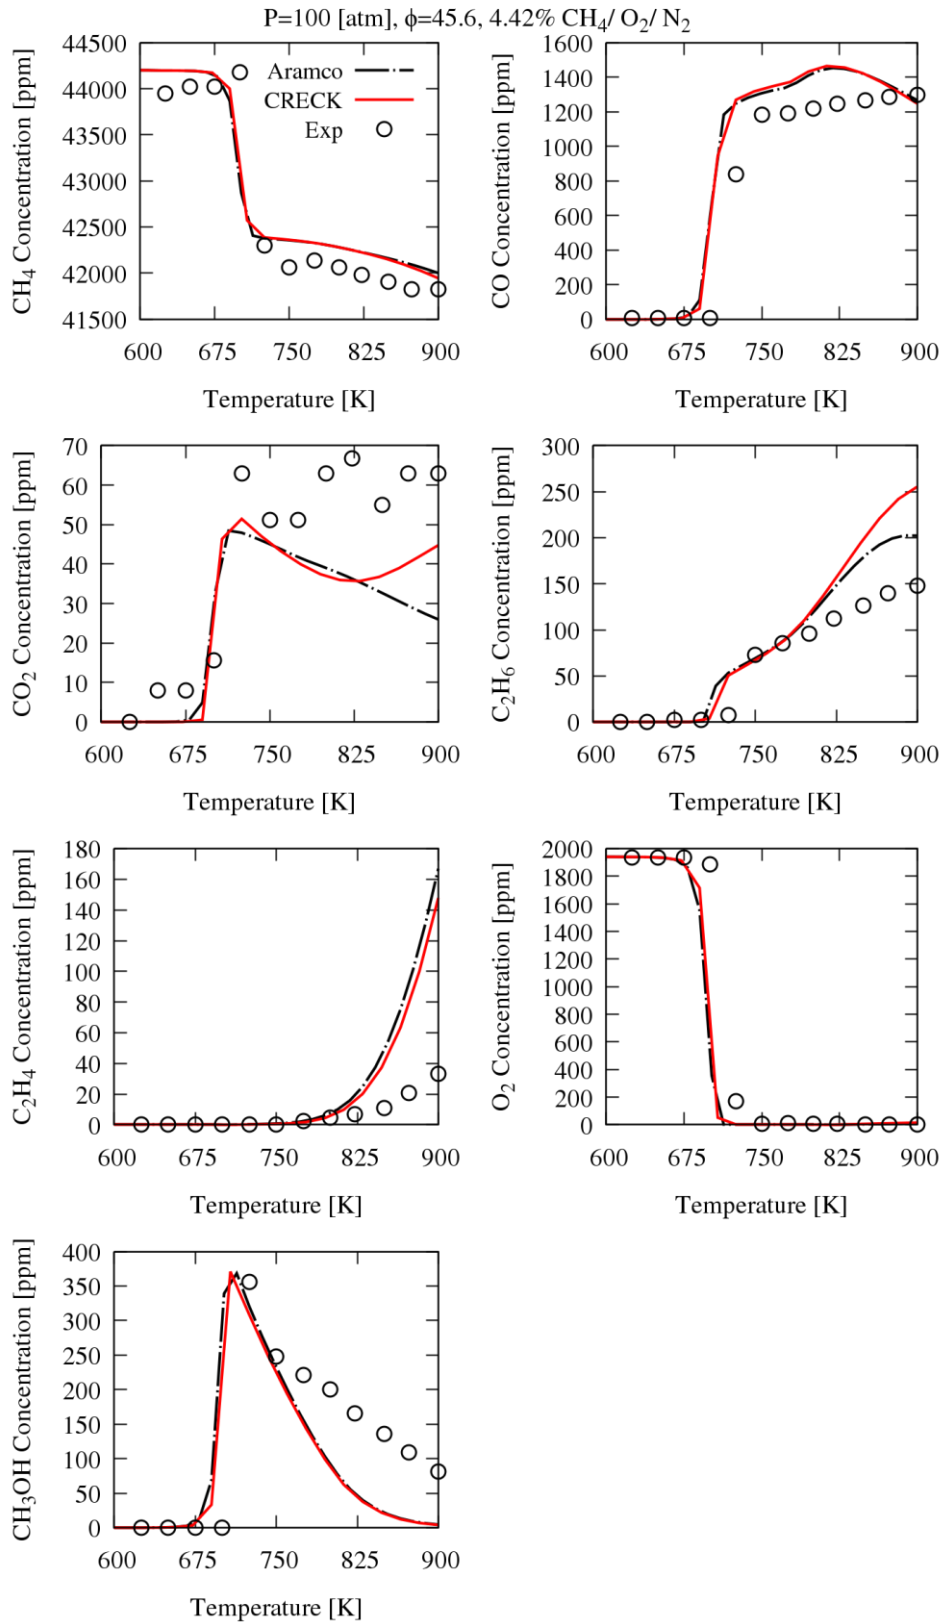 P=100 [atm], ϕ=45.6, 4.42% CH₄/ O₂/ N₂
CH₄ Concentration [ppm]
44500
44000
43500
43000
42500
42000
41500
Aramco
CRECK
Exp
600 675 750 825 900
Temperature [K]
CO Concentration [ppm]
1600
1400
1200
1000
800
600
400
200
0
600 675 750 825 900
Temperature [K]
CO₂ Concentration [ppm]
70
60
50
40
30
20
10
0
600 675 750 825 900
Temperature [K]
C₂H₆ Concentration [ppm]
300
250
200
150
100
50
0
600 675 750 825 900
Temperature [K]
C₂H₄ Concentration [ppm]
180
160
140
120
100
80
60
40
20
0
600 675 750 825 900
Temperature [K]
O₂ Concentration [ppm]
2000
1800
1600
1400
1200
1000
800
600
400
200
0
600 675 750 825 900
Temperature [K]
CH₃OH Concentration [ppm]
400
350
300
250
200
150
100
50
0
600 675 750 825 900
Temperature [K]